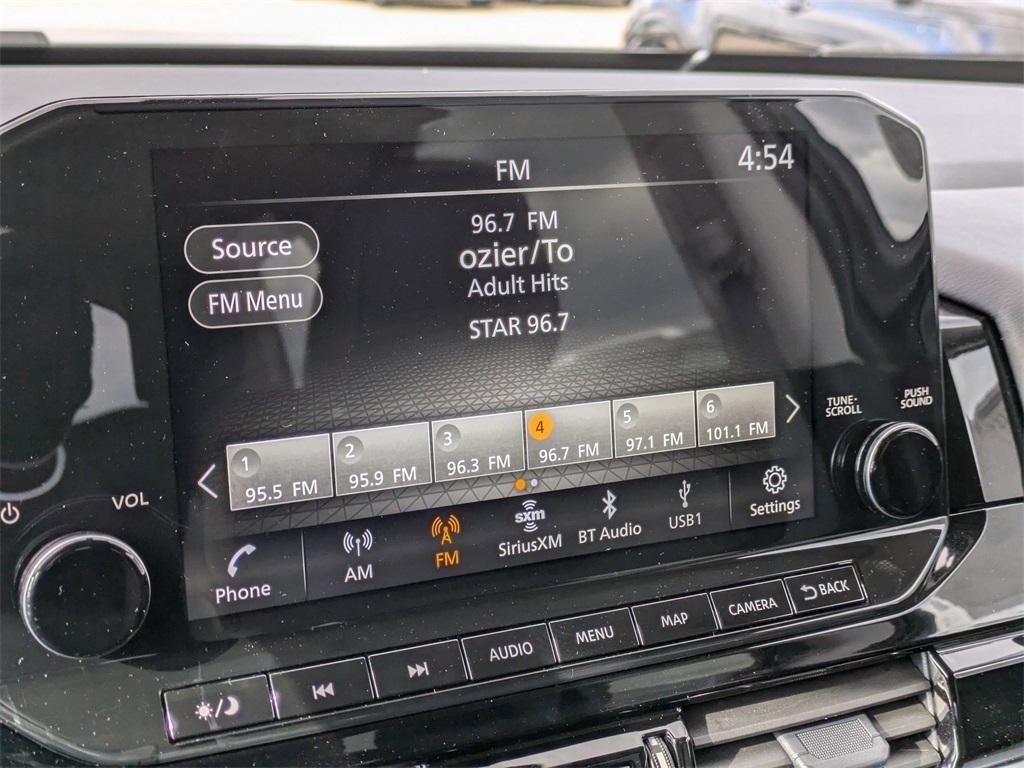 FM
4:54
Source
FM Menu
96.7 FM
ozier/To
Adult Hits
STAR 96.7
1
95.5 FM
2
95.9 FM
3
96.3 FM
4
96.7 FM
5
97.1 FM
6
101.1 FM
TUNE-
SCROLL
PUSH
SOUND
VOL
Phone
AM
FM
sxm
SiriusXM
BT Audio
USB1
Settings
AUDIO
MENU
MAP
CAMERA
BACK